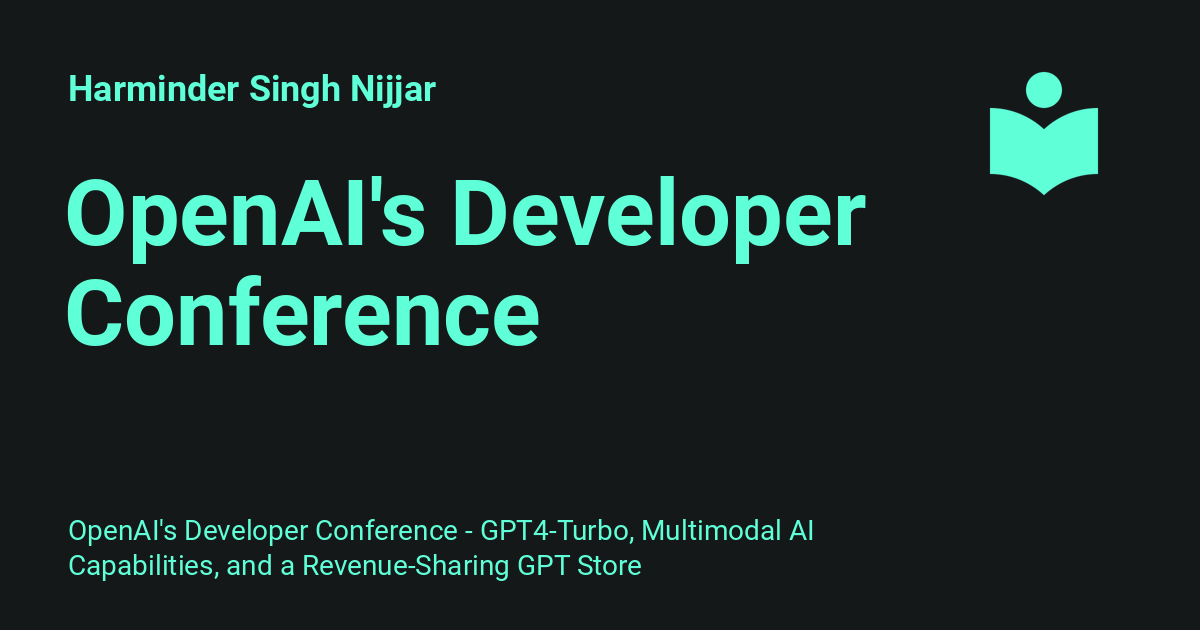 Harminder Singh Nijjar
OpenAI's Developer
Conference
OpenAI's Developer Conference - GPT4-Turbo, Multimodal AI
Capabilities, and a Revenue-Sharing GPT Store